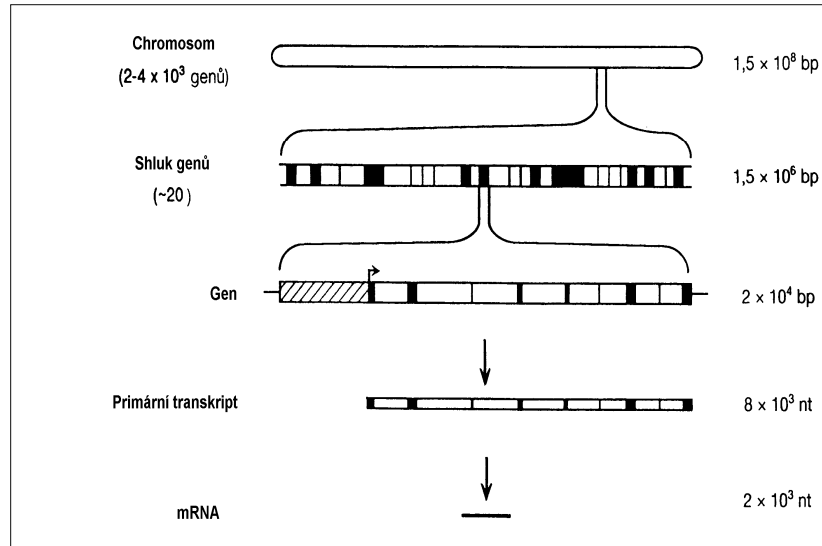 Chromosom
(2-4 x 10³ genů)
1,5 × 10⁸ bp
Shluk genů
(~20 )
1,5 × 10⁶ bp
Gen
2 × 10⁴ bp
Primární transkript
8 × 10³ nt
mRNA
2 × 10³ nt